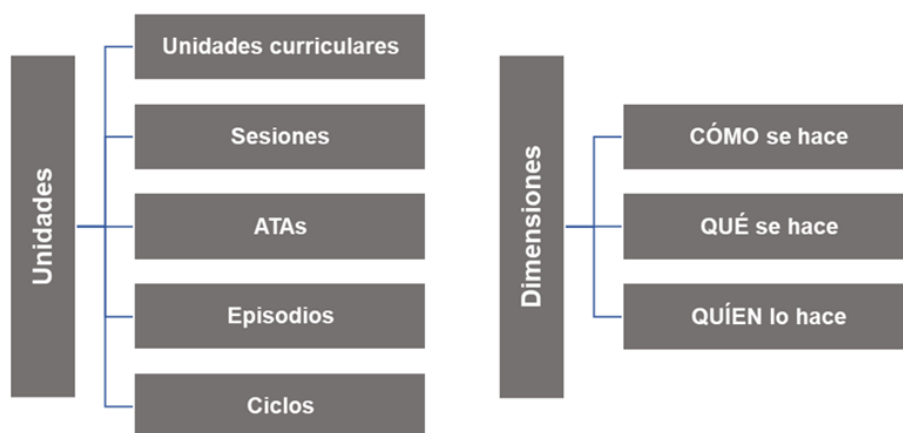 Unidades
Unidades curriculares
Sesiones
ATAs
Episodios
Ciclos
Dimensiones
CÓMO se hace
QUÉ se hace
QUÍEN lo hace